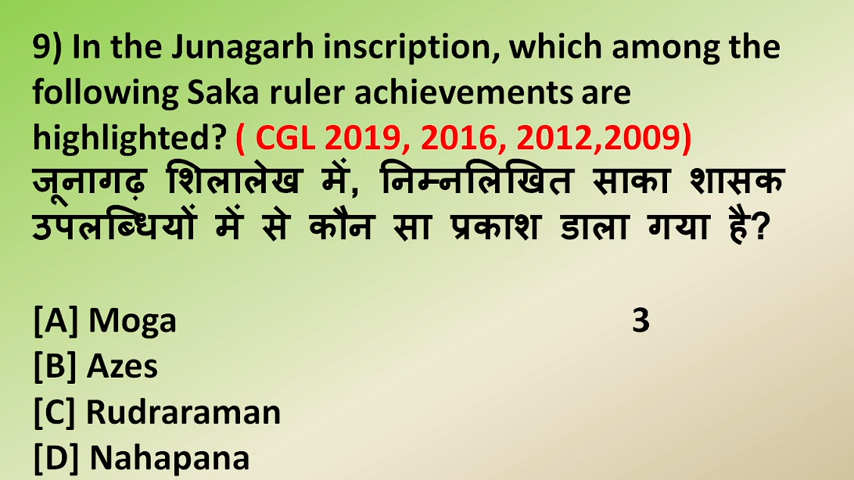 9) In the Junagarh inscription, which among the
following Saka ruler achievements are
highlighted? ( CGL 2019, 2016, 2012,2009)
जूनागढ़ शिलालेख में, निम्नलिखित साका शासक
उपलब्धियों में से कौन सा प्रकाश डाला गया है?
[A] Moga 3
[B] Azes
[C] Rudraraman
[D] Nahapana